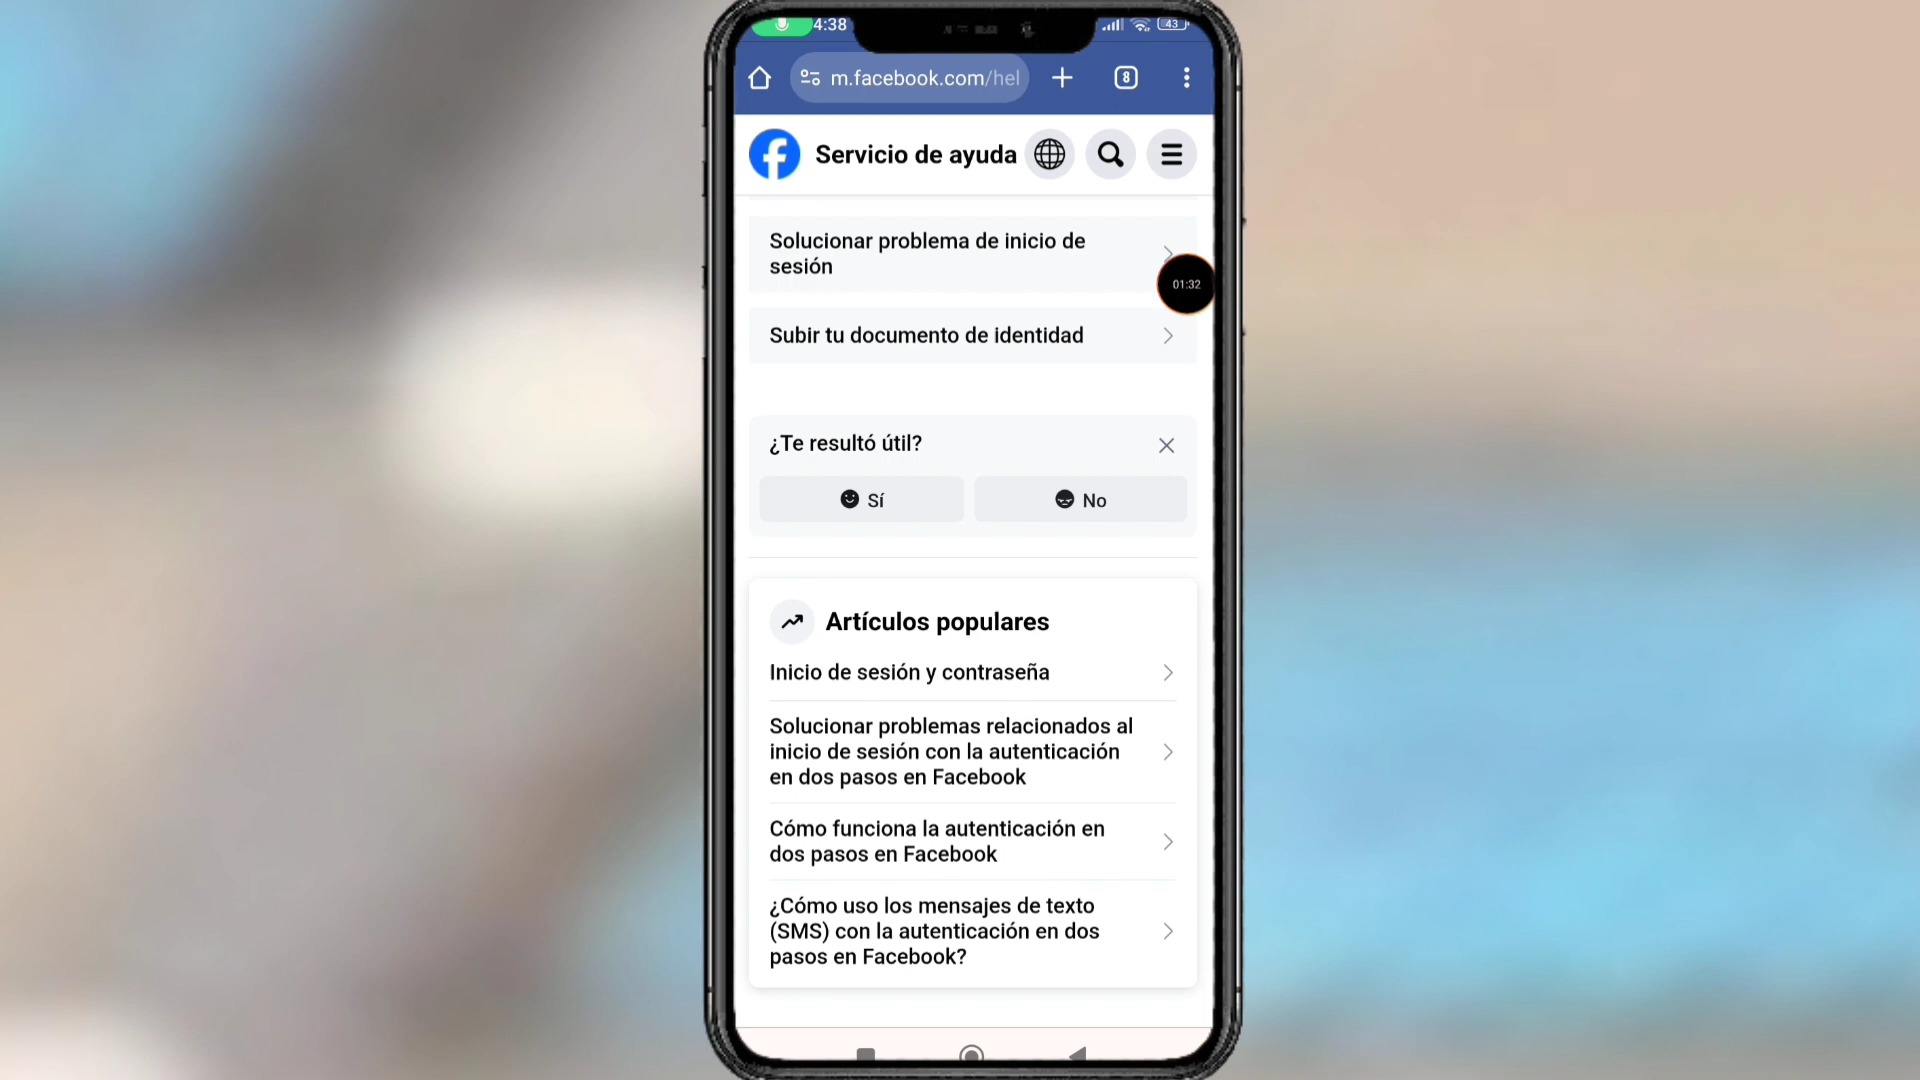 4:38
43
m.facebook.com/hel
8
Servicio de ayuda
Solucionar problema de inicio de
sesión
01:32
Subir tu documento de identidad
¿Te resultó útil?
Sí
No
Artículos populares
Inicio de sesión y contraseña
Solucionar problemas relacionados al
inicio de sesión con la autenticación
en dos pasos en Facebook
Cómo funciona la autenticación en
dos pasos en Facebook
¿Cómo uso los mensajes de texto
(SMS) con la autenticación en dos
pasos en Facebook?